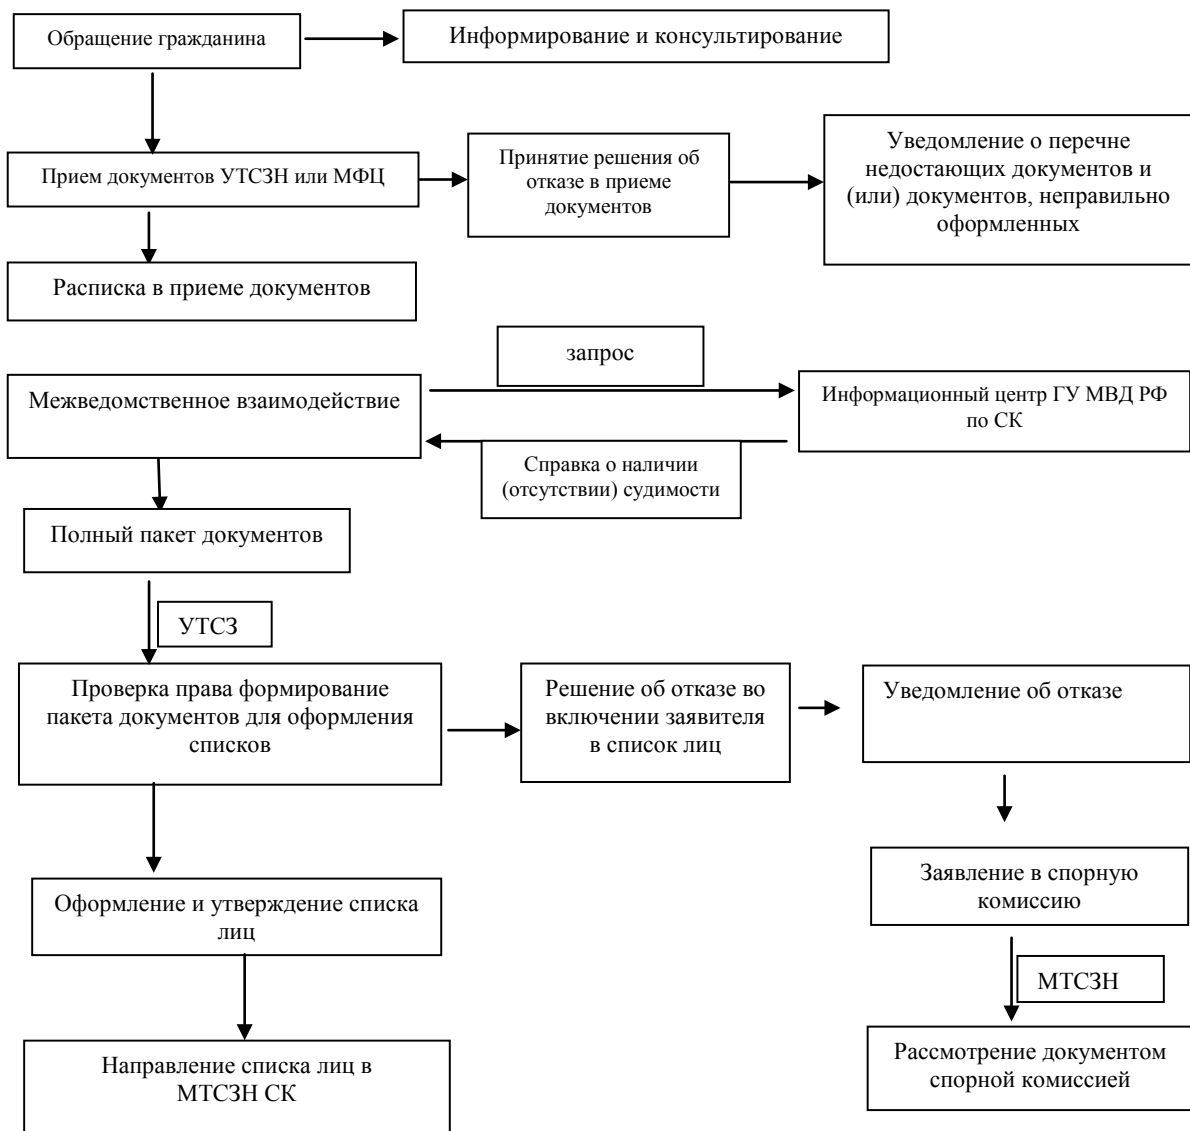 Обращение гражданина
Информирование и консультирование
Прием документов УТСЗН или МФЦ
Принятие решения об
отказе в приеме
документов
Уведомление о перечне
недостающих документов и
(или) документов, неправильно
оформленных
Расписка в приеме документов
запрос
Межведомственное взаимодействие
Информационный центр ГУ МВД РФ
по СК
Справка о наличии
(отсутствии) судимости
Полный пакет документов
УТСЗ
Проверка права формирование
пакета документов для оформления
списков
Решение об отказе во
включении заявителя
в список лиц
Уведомление об отказе
Оформление и утверждение списка
лиц
Заявление в спорную
комиссию
МТСЗН
Направление списка лиц в
МТСЗН СК
Рассмотрение документом
спорной комиссией